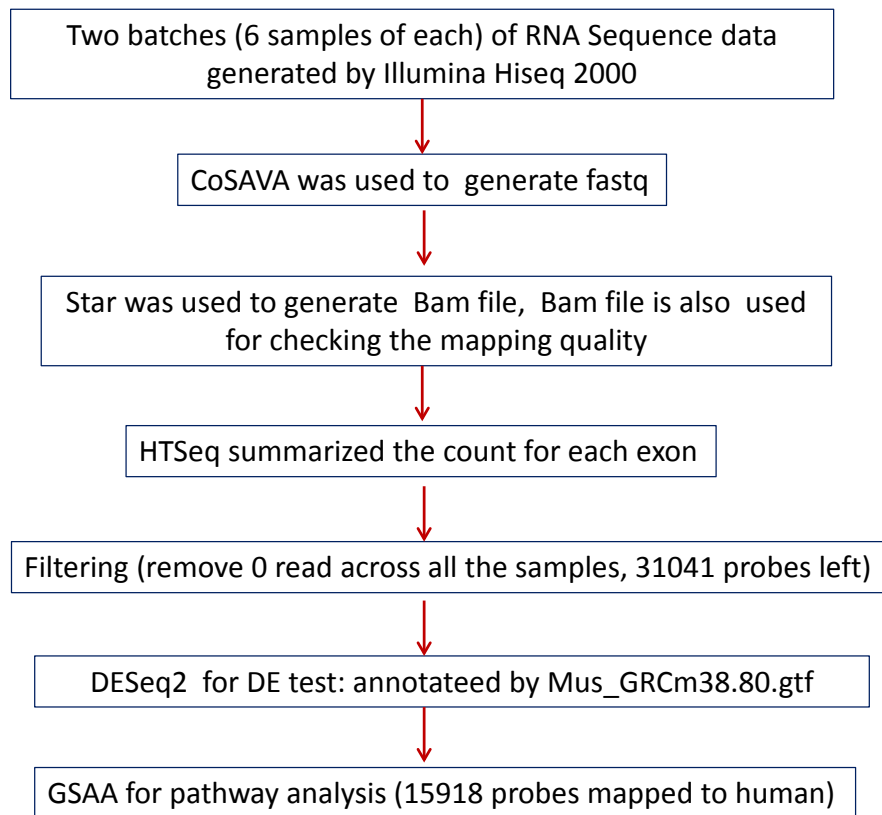 Two batches (6 samples of each) of RNA Sequence data
generated by Illumina Hiseq 2000
CoSAVA was used to generate fastq
Star was used to generate Bam file, Bam file is also used
for checking the mapping quality
HTSeq summarized the count for each exon
Filtering (remove 0 read across all the samples, 31041 probes left)
DESeq2 for DE test: annotateed by Mus_GRCm38.80.gtf
GSAA for pathway analysis (15918 probes mapped to human)